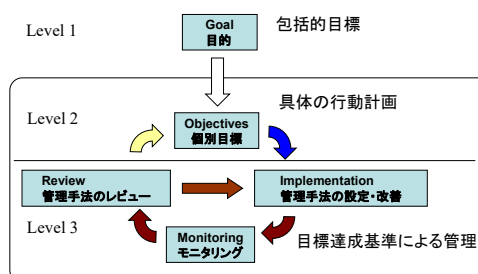 Level 1
Goal
目的
包括的目標
Level 2
Objectives
個別目標
具体の行動計画
Review
管理手法のレビュー
Implementation
管理手法の設定・改善
Level 3
Monitoring
モニタリング
目標達成基準による管理